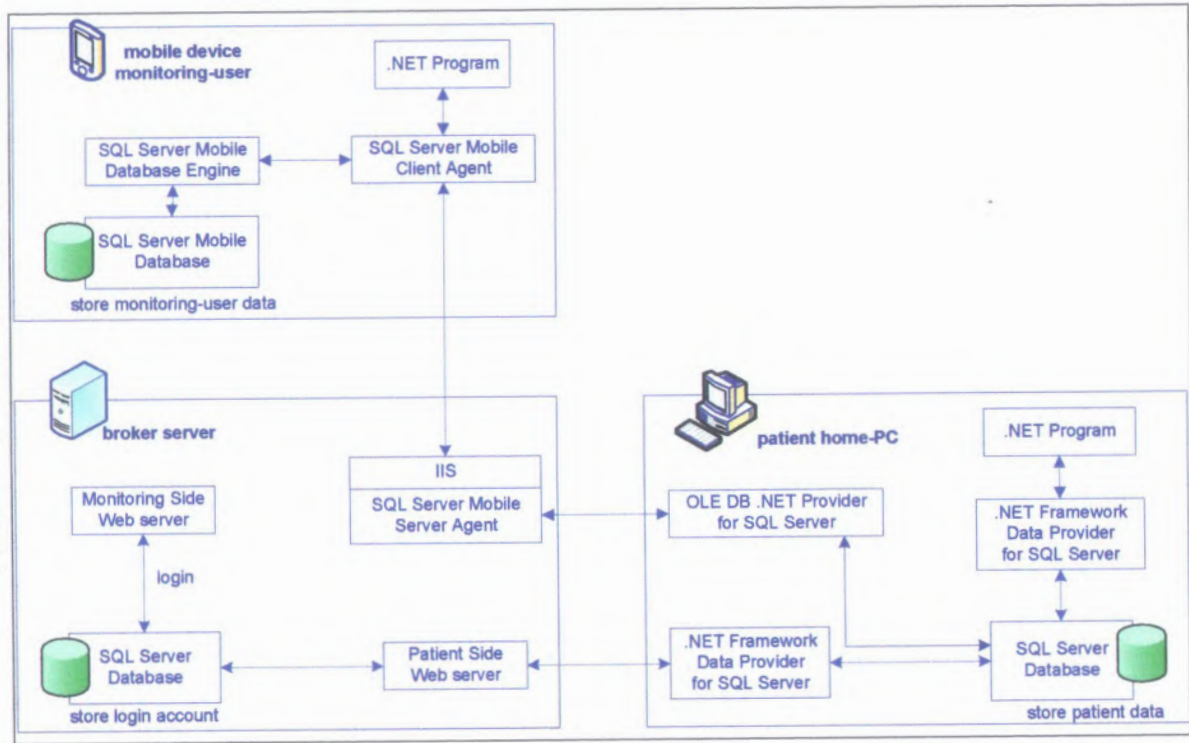 mobile device
monitoring-user
.NET Program
SQL Server Mobile
Database Engine
SQL Server Mobile
Client Agent
SQL Server Mobile
Database
store monitoring-user data
broker server
IIS
SQL Server Mobile
Server Agent
Monitoring Side
Web server
login
SQL Server
Database
store login account
Patient Side
Web server
patient home-PC
.NET Program
OLE DB .NET Provider
for SQL Server
.NET Framework
Data Provider
for SQL Server
.NET Framework
Data Provider
for SQL Server
SQL Server
Database
store patient data